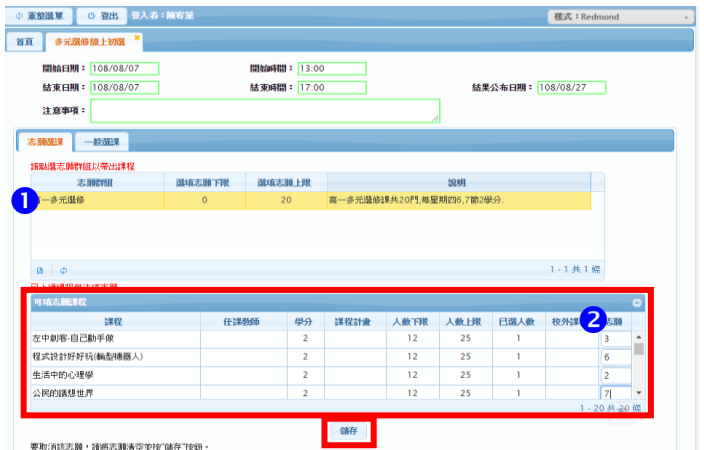 重整選單 登出 登入者：陳宥箖 樣式：Redmond
首頁 多元選修線上初選
開始日期： 108/08/07 開始時間： 13:00
結束日期： 108/08/07 結束時間： 17:00 結果公布日期： 108/08/27
注意事項：
志願選課 一般選課
請點選志願群組以帶出課程
志願群組 選填志願下限 選填志願上限 說明
1 一多元選修 0 20 高一多元選修課共20門,每星期四6,7節2學分.
1 - 1 共 1 條
可填志願課程
課程 任課教師 學分 課程計畫 人數下限 人數上限 已選人數 校外課 2 志願
左中創客-自己動手做 2 12 25 1 3
程式設計好好玩(輪型機器人) 2 12 25 1 6
生活中的心理學 2 12 25 1 2
公民的議想世界 2 12 25 1 7
1 - 20 共 20 條
儲存
要取消該志願，請將志願清空並按"儲存"按鈕。